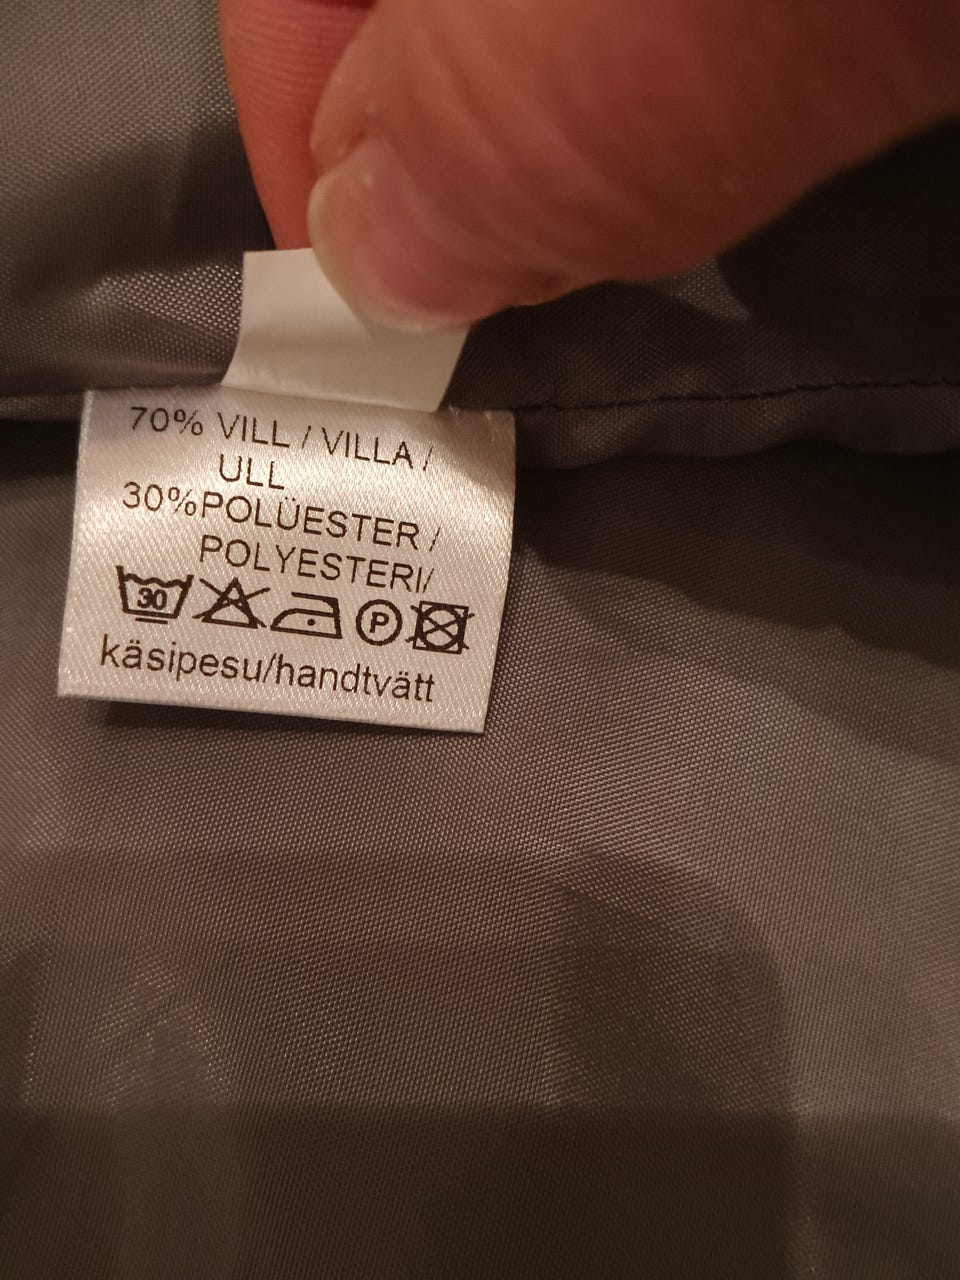 70% VILL / VILLA /
ULL
30%POLÜESTER /
POLYESTERI/
30 P
käsipesu/handtvätt